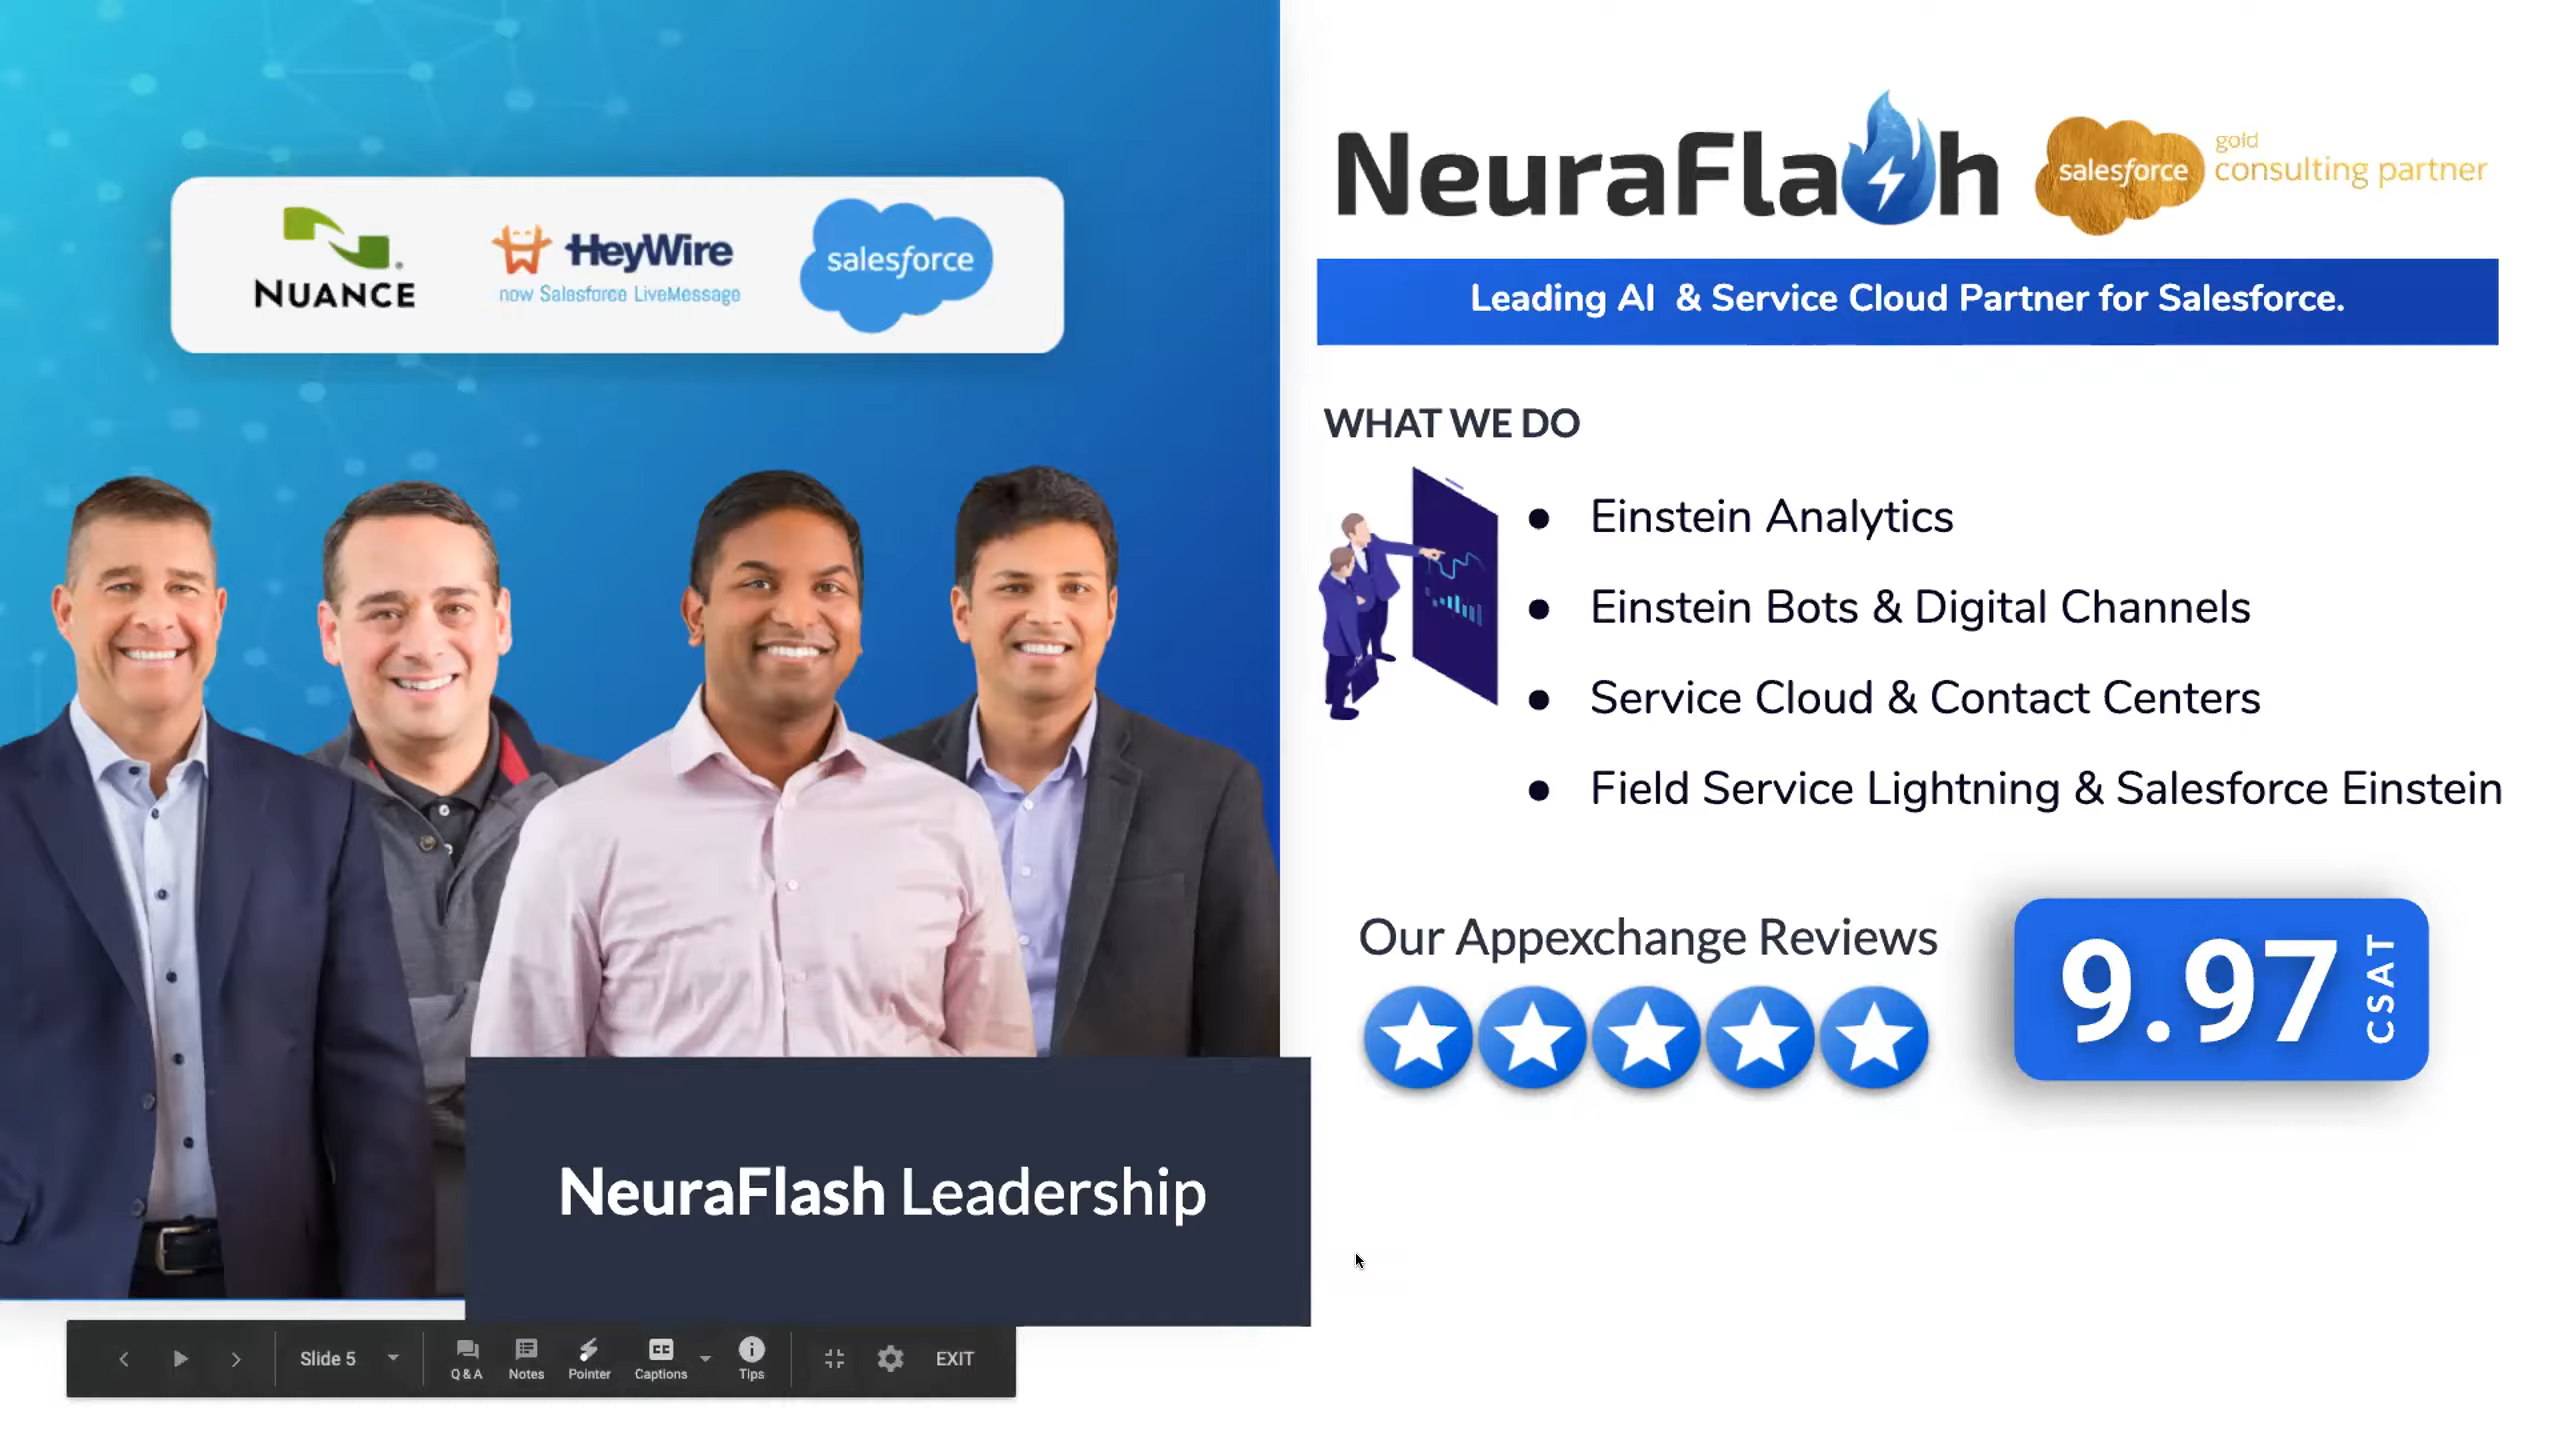 NUANCE
HeyWire
now Salesforce LiveMessage
salesforce
NeuraFlash Leadership
NeuraFlash
salesforce
gold
consulting partner
Leading AI & Service Cloud Partner for Salesforce.
WHAT WE DO
● Einstein Analytics
● Einstein Bots & Digital Channels
● Service Cloud & Contact Centers
● Field Service Lightning & Salesforce Einstein
Our Appexchange Reviews
9.97 CSAT
Slide 5
Q & A
Notes
Pointer
CC
Captions
Tips
EXIT